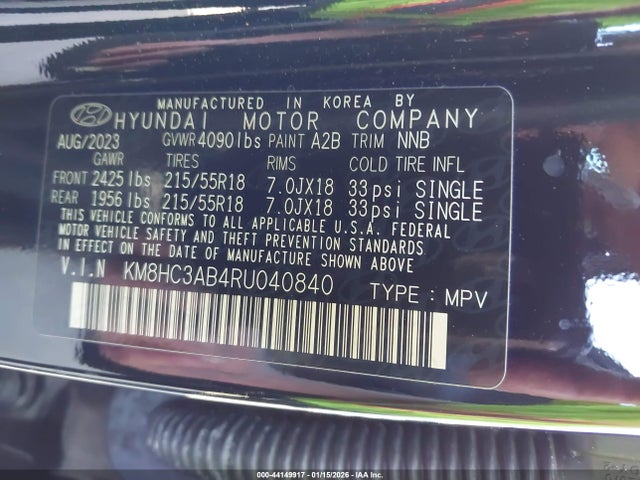 MANUFACTURED IN KOREA BY
HYUNDAI MOTOR COMPANY
AUG/2023 GVWR 4090lbs PAINT A2B TRIM NNB
GAWR TIRES RIMS COLD TIRE INFL
FRONT 2425 lbs 215/55R18 7.0JX18 33psi SINGLE
REAR 1956 lbs 215/55R18 7.0JX18 33psi SINGLE
THIS VEHICLE CONFORMS TO ALL APPLICABLE U.S.A. FEDERAL
MOTOR VEHICLE SAFETY AND THEFT PREVENTION STANDARDS
IN EFFECT ON THE DATE OF MANUFACTURE SHOWN ABOVE
V.I.N KM8HC3AB4RU040840 TYPE : MPV
000-44149917 - 01/15/2026 - IAA Inc.